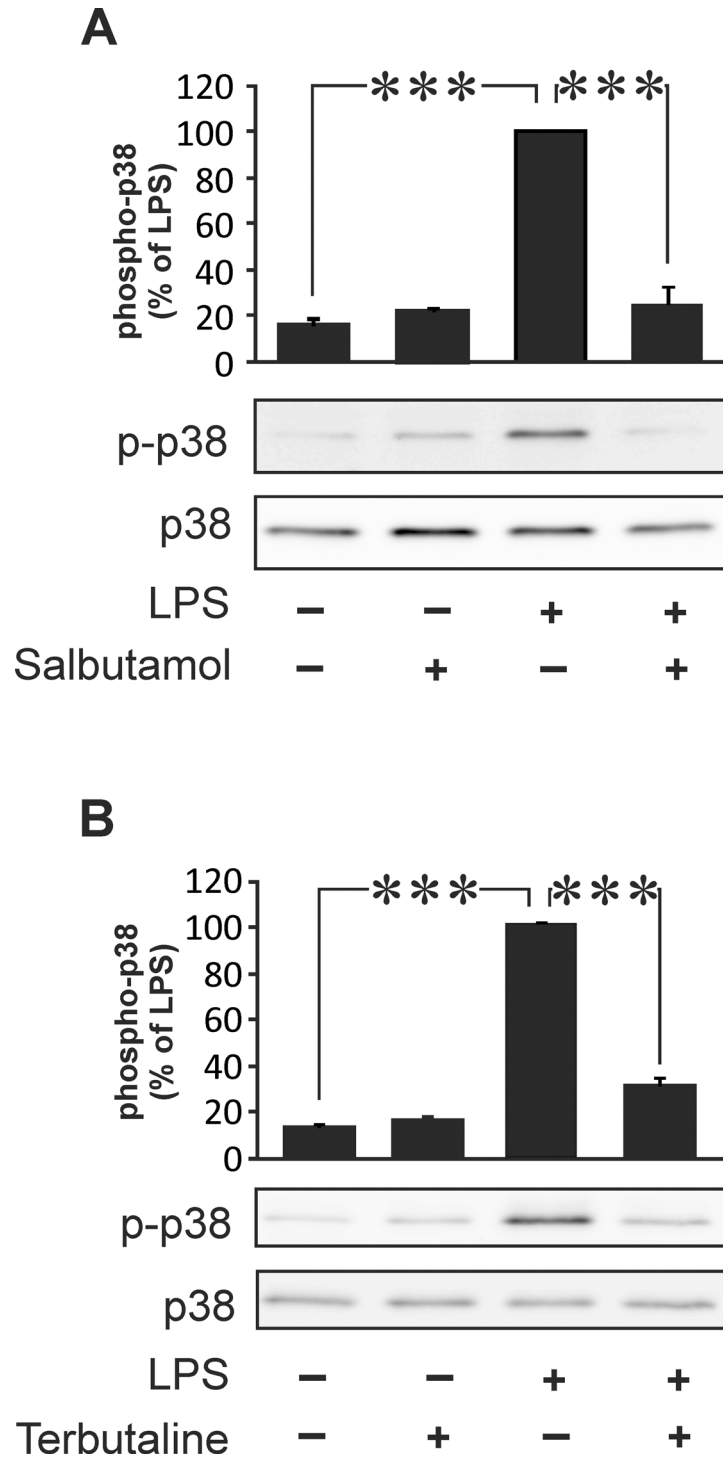 A
120
100
80
60
40
20
0
phospho-p38
(% of LPS)
*** ***
p-p38
p38
LPS − − + +
Salbutamol − + − +
B
120
100
80
60
40
20
0
phospho-p38
(% of LPS)
*** ***
p-p38
p38
LPS − − + +
Terbutaline − + − +